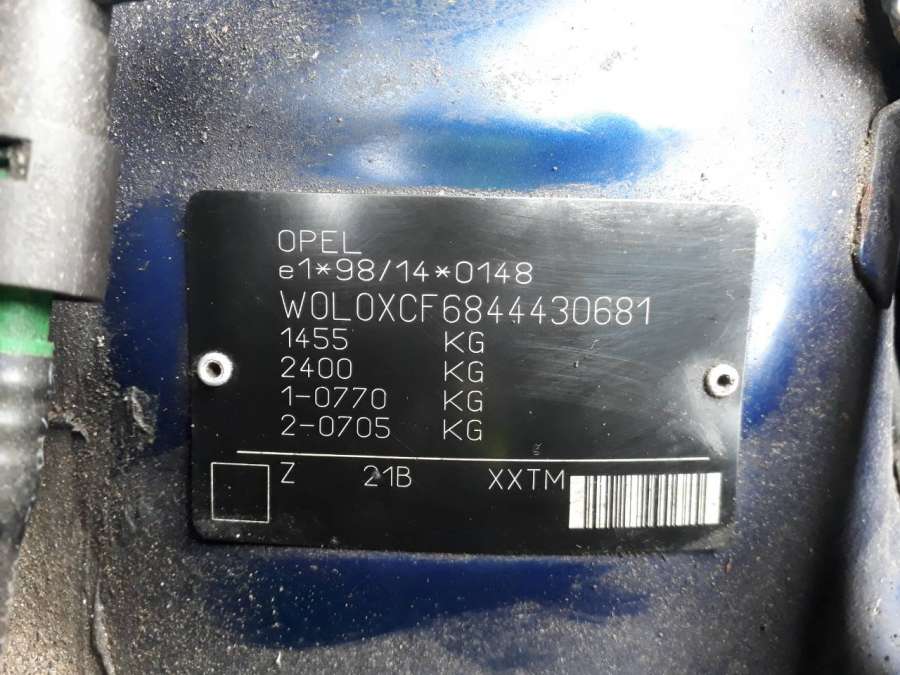 OPEL
e1*98/14*0148
W0L0XCF6844430681
1455 KG
2400 KG
1-0770 KG
2-0705 KG
Z 21B XXTM